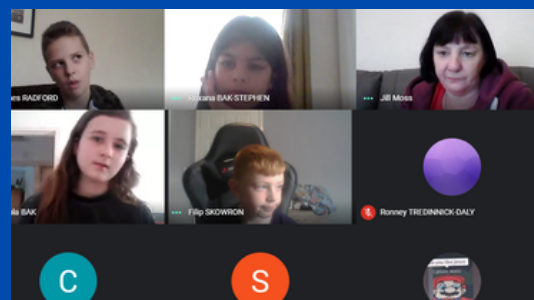 es RADFORD
Roxana BAK-STEPHEN
Jill Moss
la BAK
Filip SKOWRON
Ronney TREDINNICK-DALY
C
S